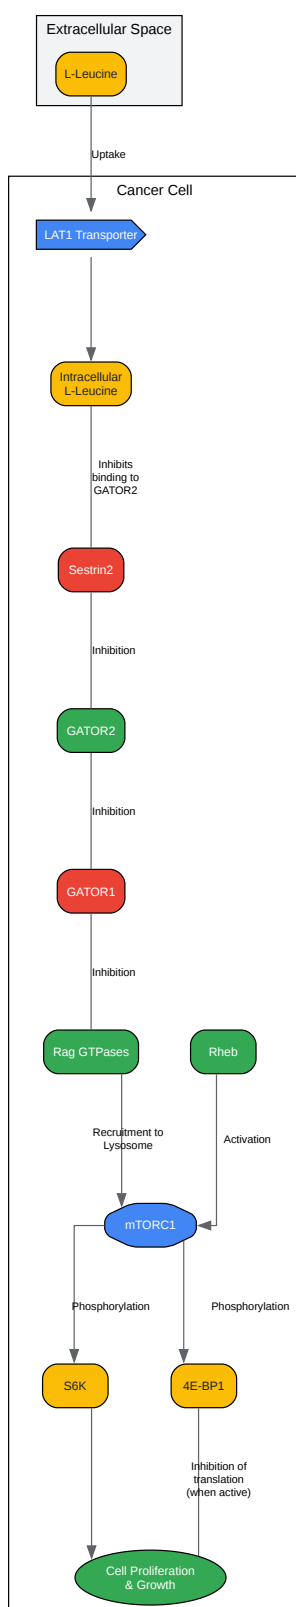 Extracellular Space
L-Leucine
Uptake
Cancer Cell
LAT1 Transporter
Intracellular
L-Leucine
Inhibits
binding to
GATOR2
Sestrin2
Inhibition
GATOR2
Inhibition
GATOR1
Inhibition
Rag GTPases
Rheb
Recruitment to
Lysosome
Activation
mTORC1
Phosphorylation
Phosphorylation
S6K
4E-BP1
Inhibition of
translation
(when active)
Cell Proliferation
& Growth